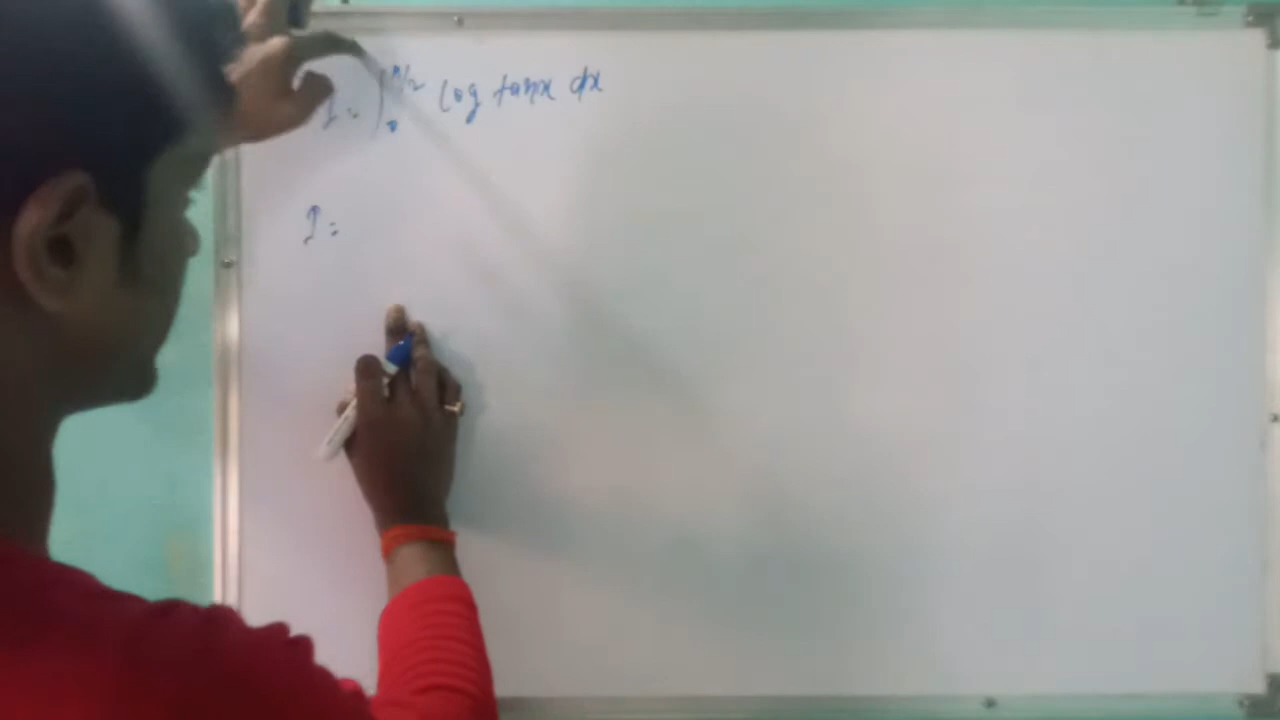 I = ∫₀^π/2 log tanx dx
I =